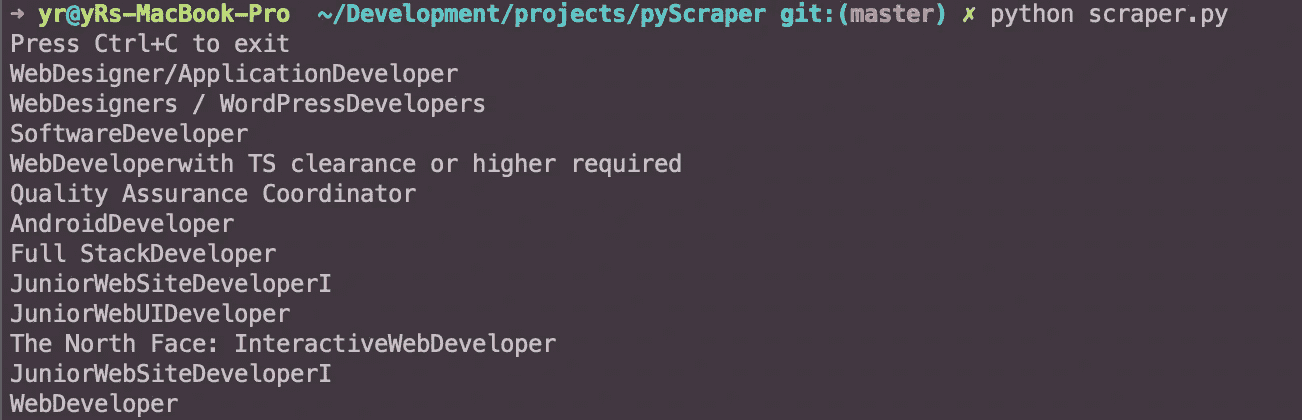 → yr@yRs-MacBook-Pro ~/Development/projects/pyScraper git:(master) ✗ python scraper.py
Press Ctrl+C to exit
WebDesigner/ApplicationDeveloper
WebDesigners / WordPressDevelopers
SoftwareDeveloper
WebDeveloperwith TS clearance or higher required
Quality Assurance Coordinator
AndroidDeveloper
Full StackDeveloper
JuniorWebSiteDeveloperI
JuniorWebUIDeveloper
The North Face: InteractiveWebDeveloper
JuniorWebSiteDeveloperI
WebDeveloper